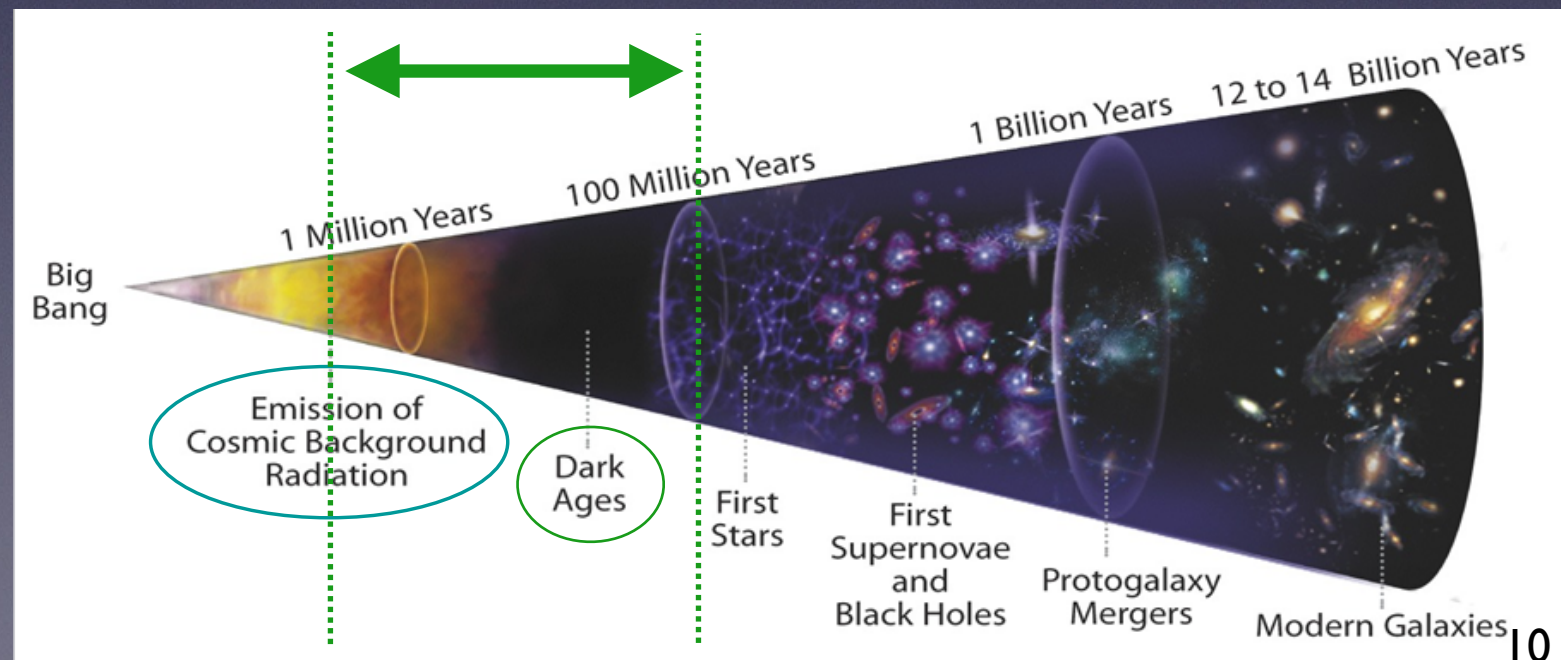 Big
Bang
1 Million Years
100 Million Years
1 Billion Years
12 to 14 Billion Years
Emission of
Cosmic Background
Radiation
Dark
Ages
First
Stars
First
Supernovae
and
Black Holes
Protogalaxy
Mergers
Modern Galaxies
10